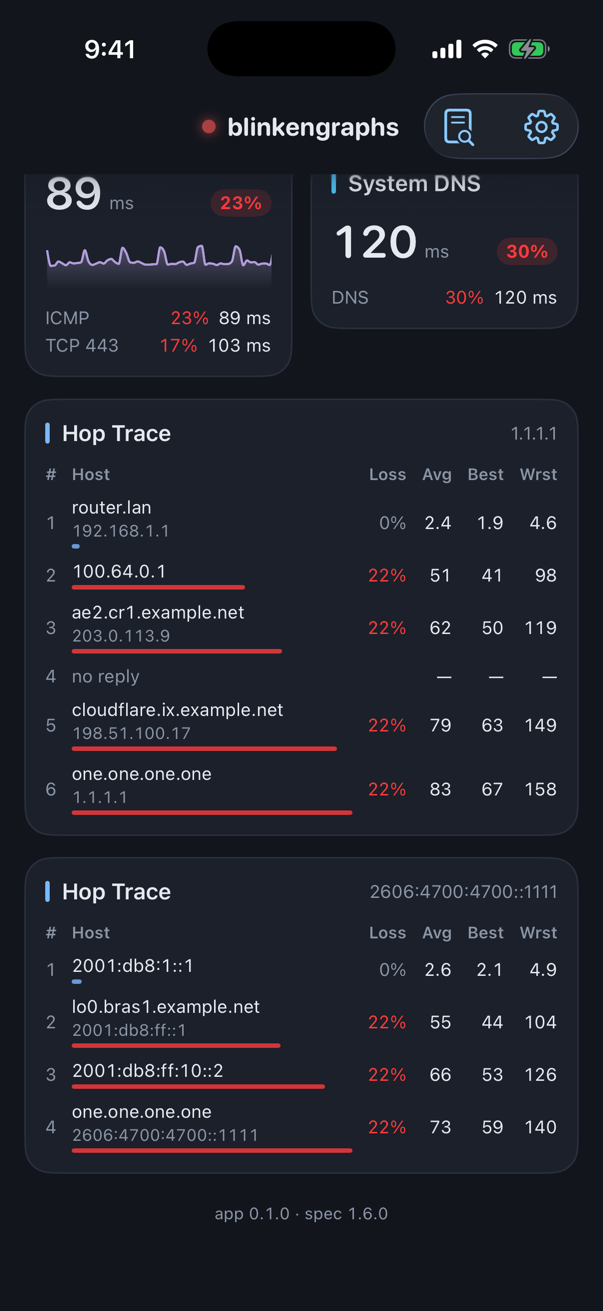 9:41
blinkengraphs
89 ms 23%
ICMP 23% 89 ms
TCP 443 17% 103 ms
System DNS
120 ms 30%
DNS 30% 120 ms
Hop Trace 1.1.1.1
# Host Loss Avg Best Wrst
1 router.lan 0% 2.4 1.9 4.6
192.168.1.1
2 100.64.0.1 22% 51 41 98
3 ae2.cr1.example.net 22% 62 50 119
203.0.113.9
4 no reply — — —
5 cloudflare.ix.example.net 22% 79 63 149
198.51.100.17
6 one.one.one.one 22% 83 67 158
1.1.1.1
Hop Trace 2606:4700:4700::1111
# Host Loss Avg Best Wrst
1 2001:db8:1::1 0% 2.6 2.1 4.9
2 lo0.bras1.example.net 22% 55 44 104
2001:db8:ff::1
3 2001:db8:ff:10::2 22% 66 53 126
4 one.one.one.one 22% 73 59 140
2606:4700:4700::1111
app 0.1.0 · spec 1.6.0